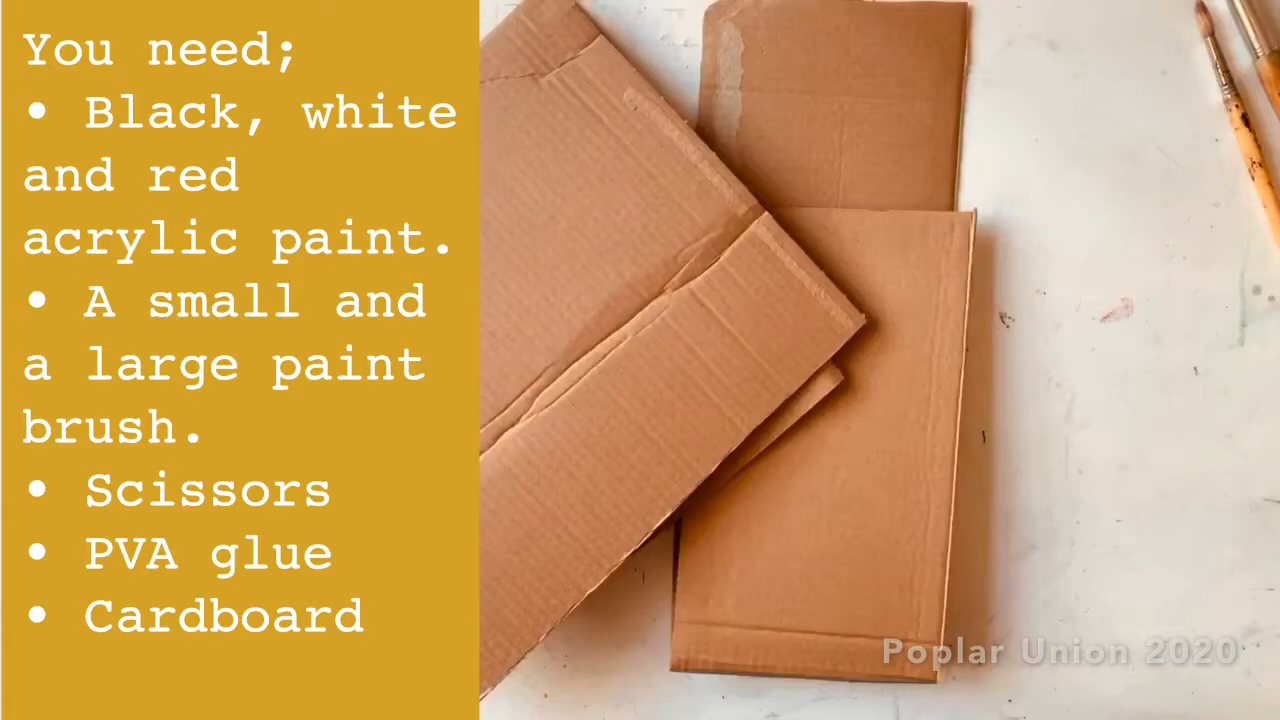 You need;
• Black, white
and red
acrylic paint.
• A small and
a large paint
brush.
• Scissors
• PVA glue
• Cardboard
Poplar Union 2020